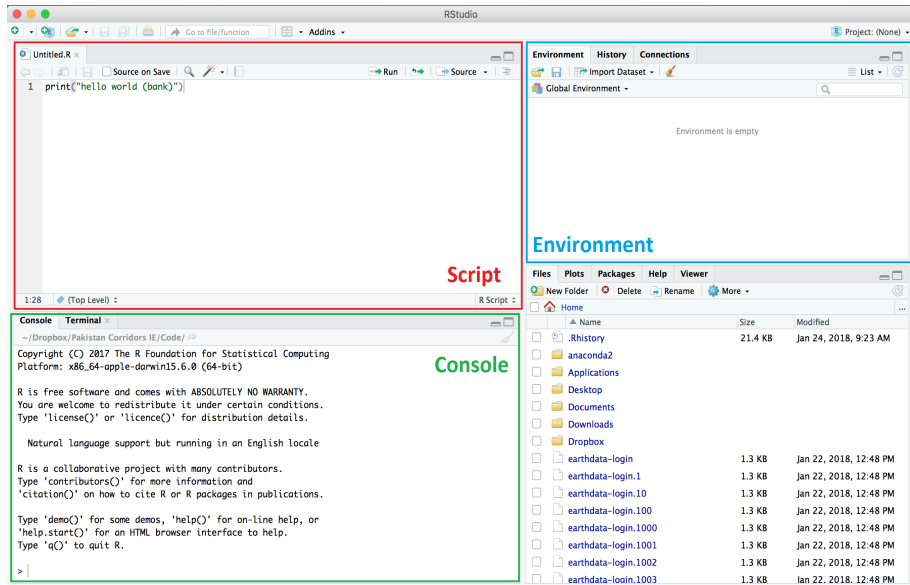 RStudio
Go to file/function
Addins
Project: (None)
Untitled.R
Source on Save
Run
Source
1 print("hello world (bank)")
Script
1:28 (Top Level) R Script
Console Terminal
~/Dropbox/Pakistan Corridors IE/Code/
Console
Copyright (C) 2017 The R Foundation for Statistical Computing
Platform: x86_64-apple-darwin15.6.0 (64-bit)
R is free software and comes with ABSOLUTELY NO WARRANTY.
You are welcome to redistribute it under certain conditions.
Type 'license()' or 'licence()' for distribution details.
Natural language support but running in an English locale
R is a collaborative project with many contributors.
Type 'contributors()' for more information and
'citation()' on how to cite R or R packages in publications.
Type 'demo()' for some demos, 'help()' for on-line help, or
'help.start()' for an HTML browser interface to help.
Type 'q()' to quit R.
>
Environment History Connections
Import Dataset List
Global Environment
Environment is empty
Environment
Files Plots Packages Help Viewer
New Folder Delete Rename More
Home ...
Name Size Modified
.Rhistory 21.4 KB Jan 24, 2018, 9:23 AM
anaconda2
Applications
Desktop
Documents
Downloads
Dropbox
earthdata-login 1.3 KB Jan 22, 2018, 12:48 PM
earthdata-login.1 1.3 KB Jan 22, 2018, 12:48 PM
earthdata-login.10 1.3 KB Jan 22, 2018, 12:48 PM
earthdata-login.100 1.3 KB Jan 22, 2018, 12:48 PM
earthdata-login.1000 1.3 KB Jan 22, 2018, 12:48 PM
earthdata-login.1001 1.3 KB Jan 22, 2018, 12:48 PM
earthdata-login.1002 1.3 KB Jan 22, 2018, 12:48 PM
earthdata-login.1003 1.3 KB Jan 22, 2018, 12:48 PM